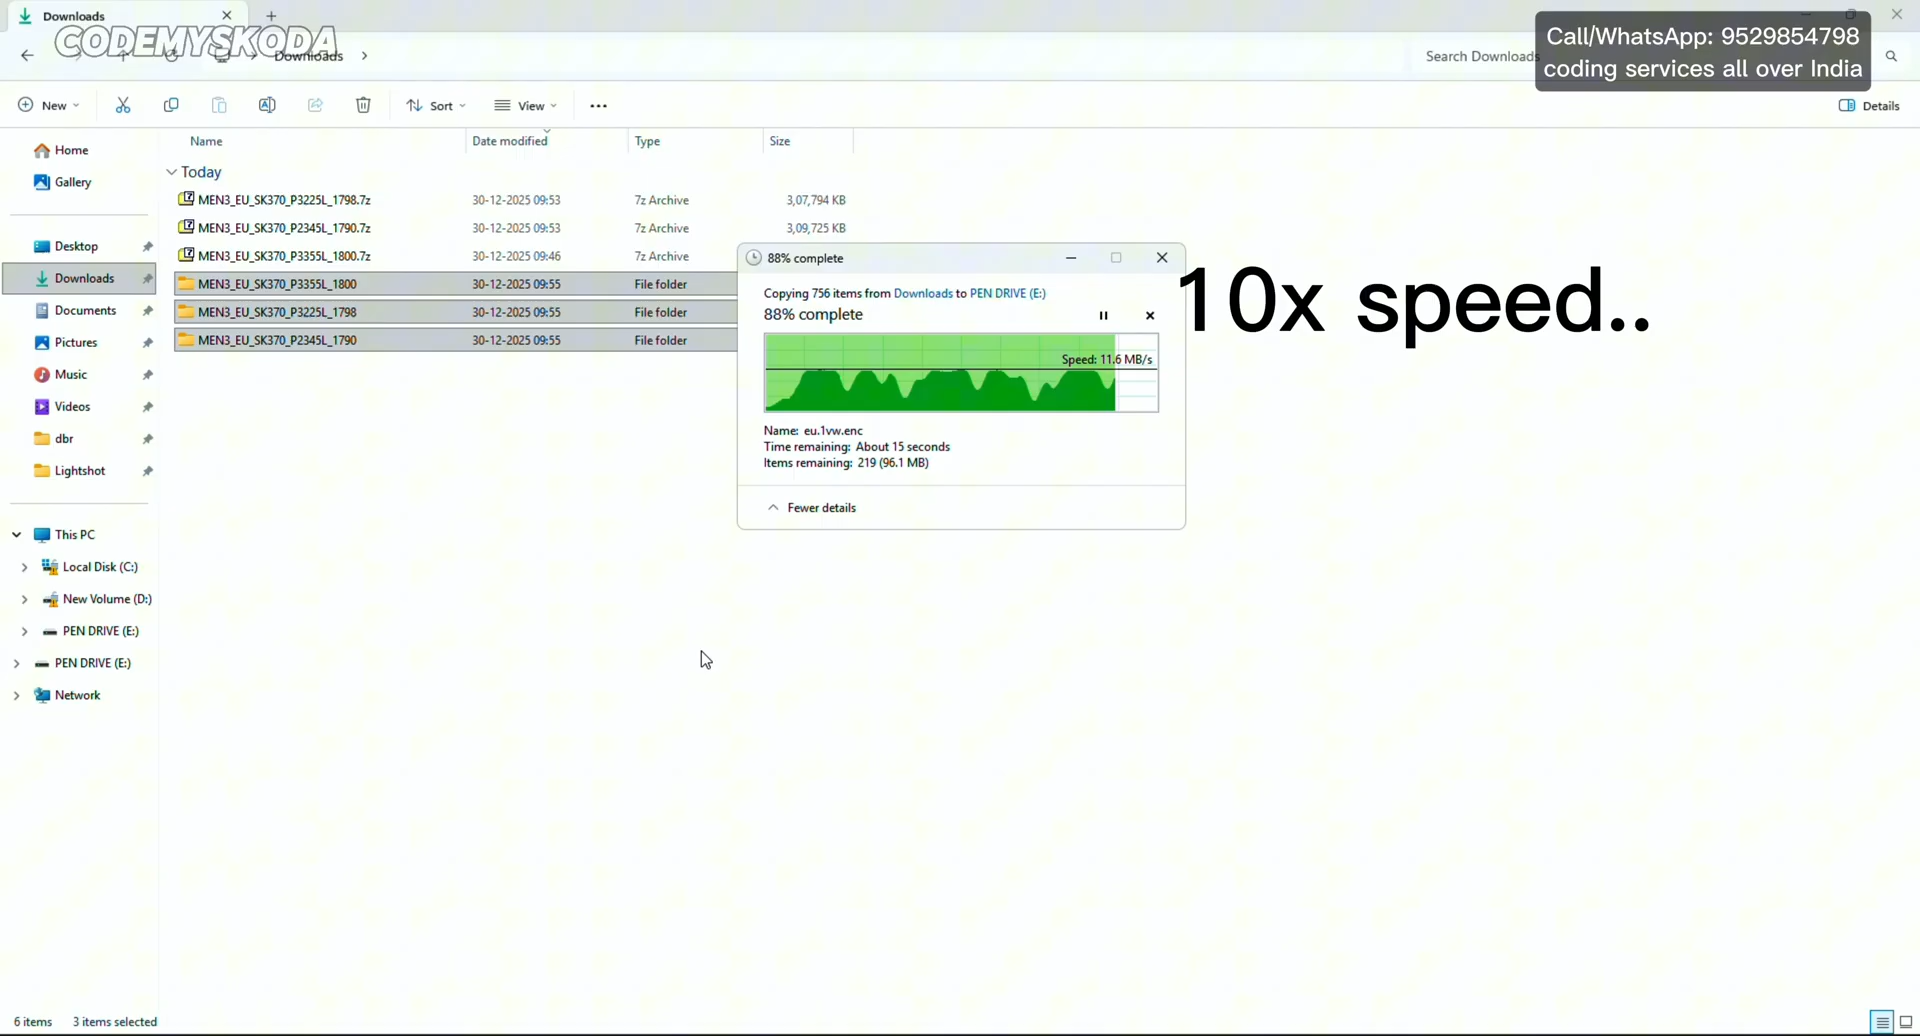 Downloads
CODEMYSKODA
Downloads
Search Downloads
Call/WhatsApp: 9529854798
coding services all over India
New
Sort
View
Details
Name
Date modified
Type
Size
Home
Gallery
Desktop
Downloads
Documents
Pictures
Music
Videos
dbr
Lightshot
This PC
Local Disk (C:)
New Volume (D:)
PEN DRIVE (E:)
PEN DRIVE (E:)
Network
Today
MEN3_EU_SK370_P3225L_1798.7z 30-12-2025 09:53 7z Archive 3,07,794 KB
MEN3_EU_SK370_P2345L_1790.7z 30-12-2025 09:53 7z Archive 3,09,725 KB
MEN3_EU_SK370_P3355L_1800.7z 30-12-2025 09:46 7z Archive
MEN3_EU_SK370_P3355L_1800 30-12-2025 09:55 File folder
MEN3_EU_SK370_P3225L_1798 30-12-2025 09:55 File folder
MEN3_EU_SK370_P2345L_1790 30-12-2025 09:55 File folder
88% complete
Copying 756 items from Downloads to PEN DRIVE (E:)
88% complete
Speed: 11.6 MB/s
Name: eu.1vw.enc
Time remaining: About 15 seconds
Items remaining: 219 (96.1 MB)
Fewer details
10x speed..
6 items
3 items selected